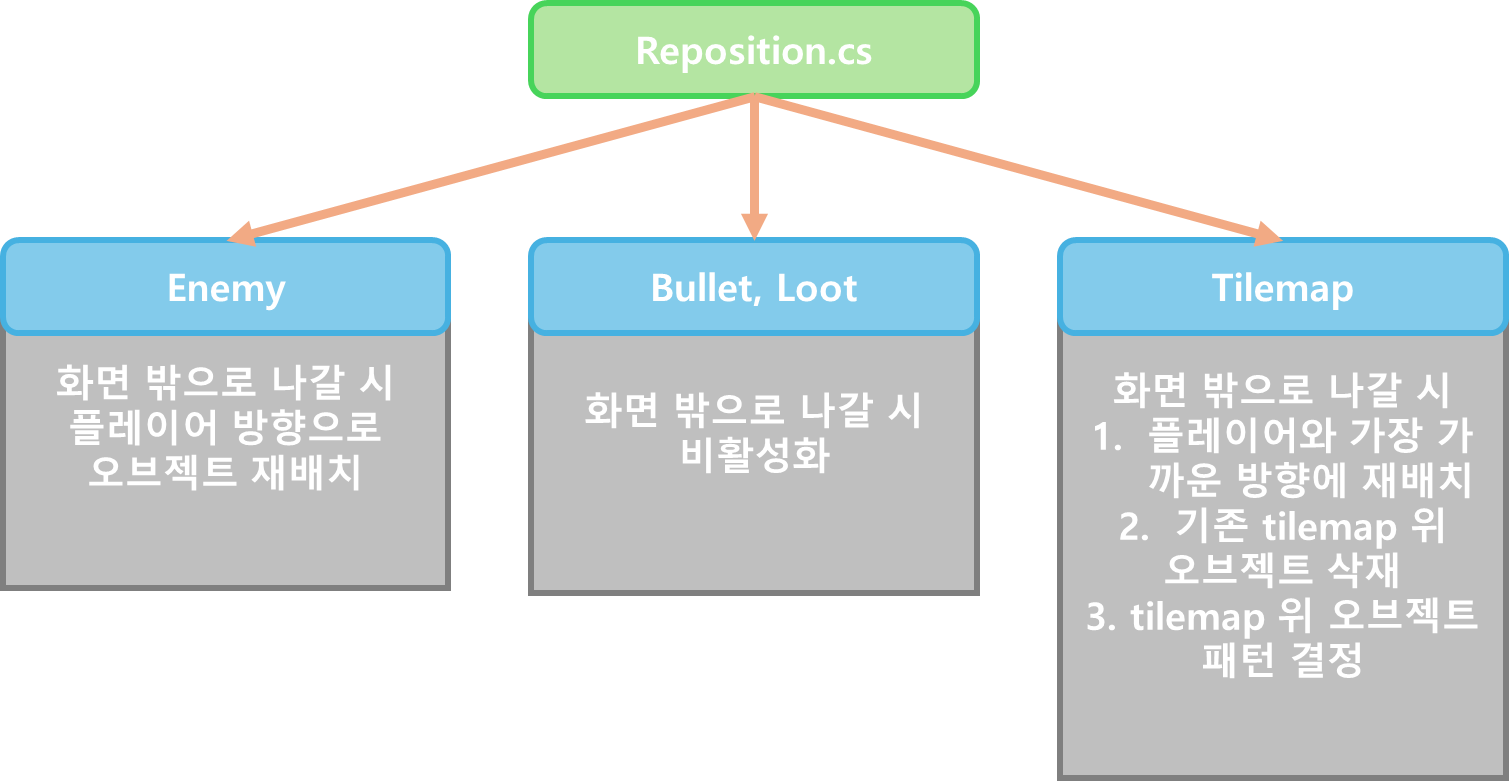 Reposition.cs
Enemy
화면 밖으로 나갈 시
플레이어 방향으로
오브젝트 재배치
Bullet, Loot
화면 밖으로 나갈 시
비활성화
Tilemap
화면 밖으로 나갈 시
1. 플레이어와 가장 가
까운 방향에 재배치
2. 기존 tilemap 위
오브젝트 삭재
3. tilemap 위 오브젝트
패턴 결정